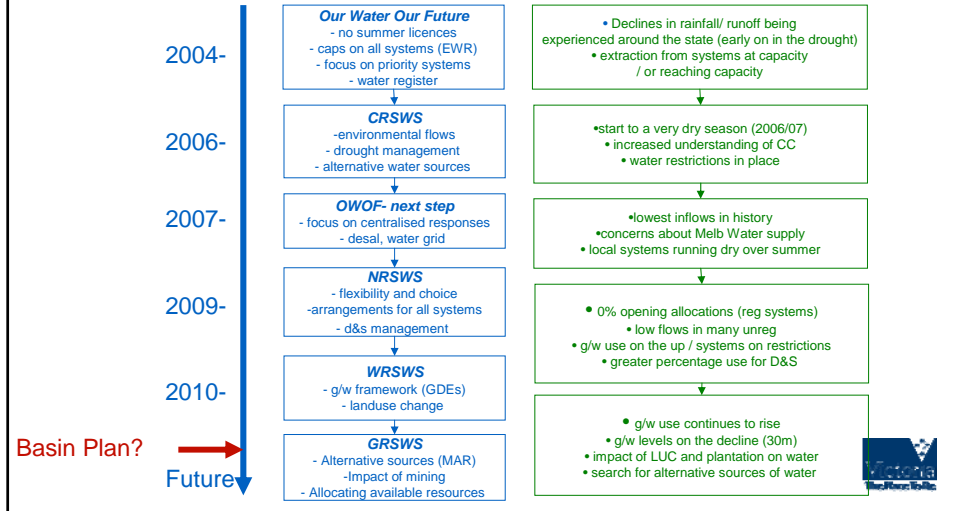 2004-
Our Water Our Future
- no summer licences
- caps on all systems (EWR)
- focus on priority systems
- water register
• Declines in rainfall/ runoff being
experienced around the state (early on in the drought)
• extraction from systems at capacity
/ or reaching capacity
2006-
CRSWS
-environmental flows
- drought management
- alternative water sources
•start to a very dry season (2006/07)
• increased understanding of CC
• water restrictions in place
2007-
OWOF- next step
- focus on centralised responses
- desal, water grid
•lowest inflows in history
•concerns about Melb Water supply
•local systems running dry over summer
2009-
NRSWS
- flexibility and choice
-arrangements for all systems
- d&s management
• 0% opening allocations (reg systems)
• low flows in many unreg
• g/w use on the up / systems on restrictions
• greater percentage use for D&S
2010-
WRSWS
- g/w framework (GDEs)
- landuse change
Basin Plan?
Future
GRSWS
- Alternative sources (MAR)
-Impact of mining
- Allocating available resources
• g/w use continues to rise
• g/w levels on the decline (30m)
• impact of LUC and plantation on water
• search for alternative sources of water
Victoria
The Place To Be